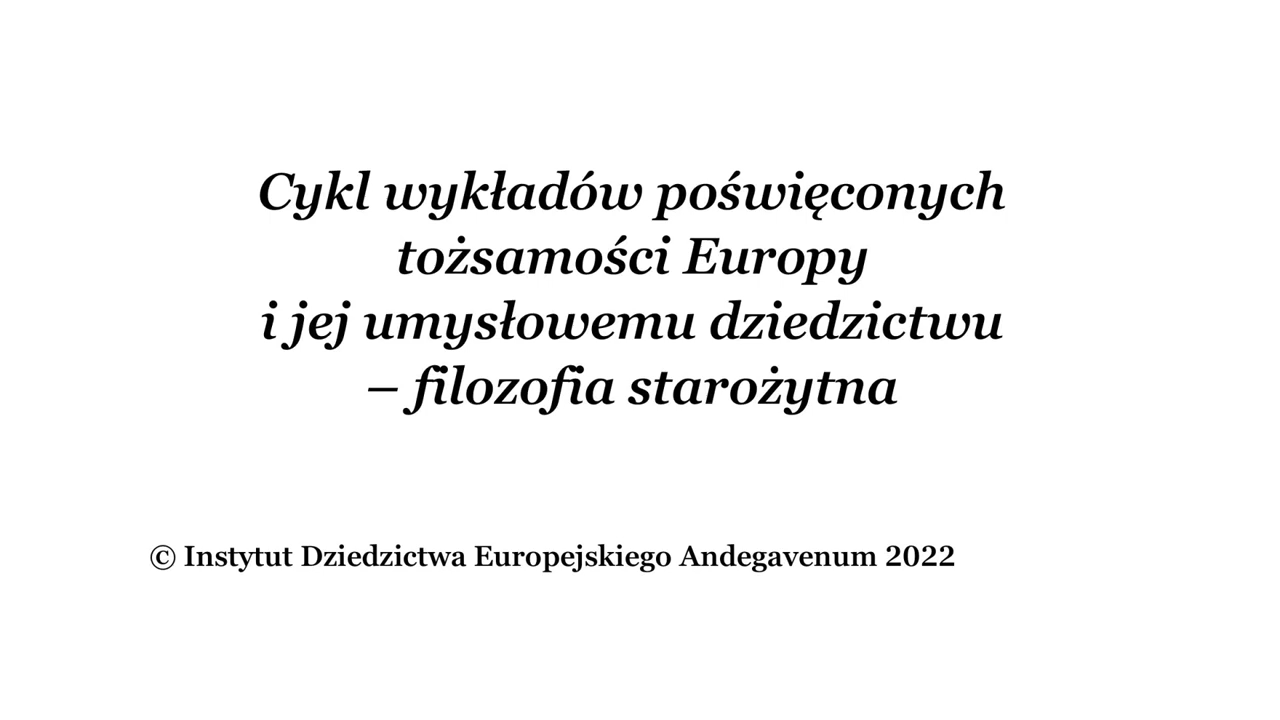 Cykl wykładów poświęconych
tożsamości Europy
i jej umysłowemu dziedzictwu
– filozofia starożytna
© Instytut Dziedzictwa Europejskiego Andegavenum 2022